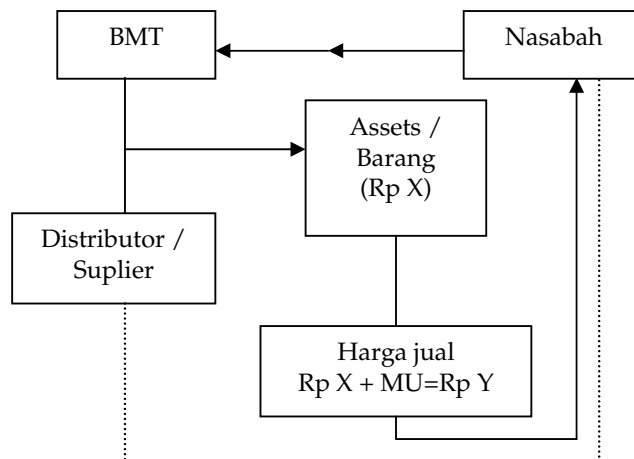 BMT
Nasabah
Assets /
Barang
(Rp X)
Distributor /
Suplier
Harga jual
Rp X + MU=Rp Y